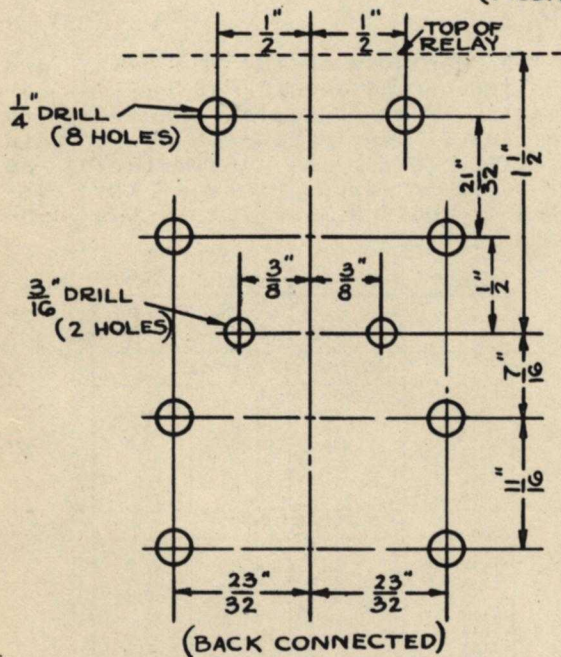 1/2" 1/2"
TOP OF
RELAY
1/4" DRILL
(8 HOLES)
21/32"
1 1/2"
3/8" 3/8"
1/2"
3/16" DRILL
(2 HOLES)
7/16
11/16"
23/32" 23/32"
(BACK CONNECTED)